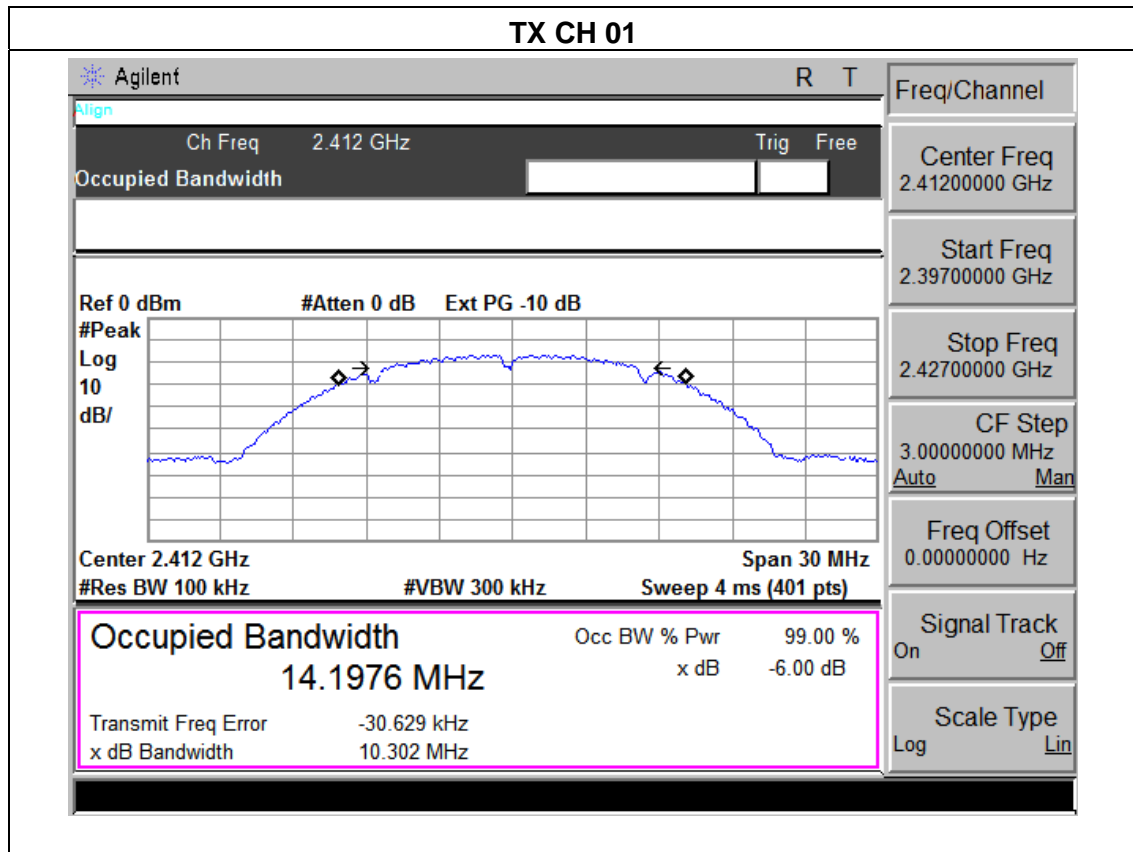 TX CH 01
Agilent R T
Align
Ch Freq 2.412 GHz Trig Free
Occupied Bandwidth
Ref 0 dBm #Atten 0 dB Ext PG -10 dB
#Peak
Log
10
dB/
Center 2.412 GHz Span 30 MHz
#Res BW 100 kHz #VBW 300 kHz Sweep 4 ms (401 pts)
Occupied Bandwidth Occ BW % Pwr 99.00 %
14.1976 MHz x dB -6.00 dB
Transmit Freq Error -30.629 kHz
x dB Bandwidth 10.302 MHz
Freq/Channel
Center Freq
2.41200000 GHz
Start Freq
2.39700000 GHz
Stop Freq
2.42700000 GHz
CF Step
3.00000000 MHz
Auto Man
Freq Offset
0.00000000 Hz
Signal Track
On Off
Scale Type
Log Lin